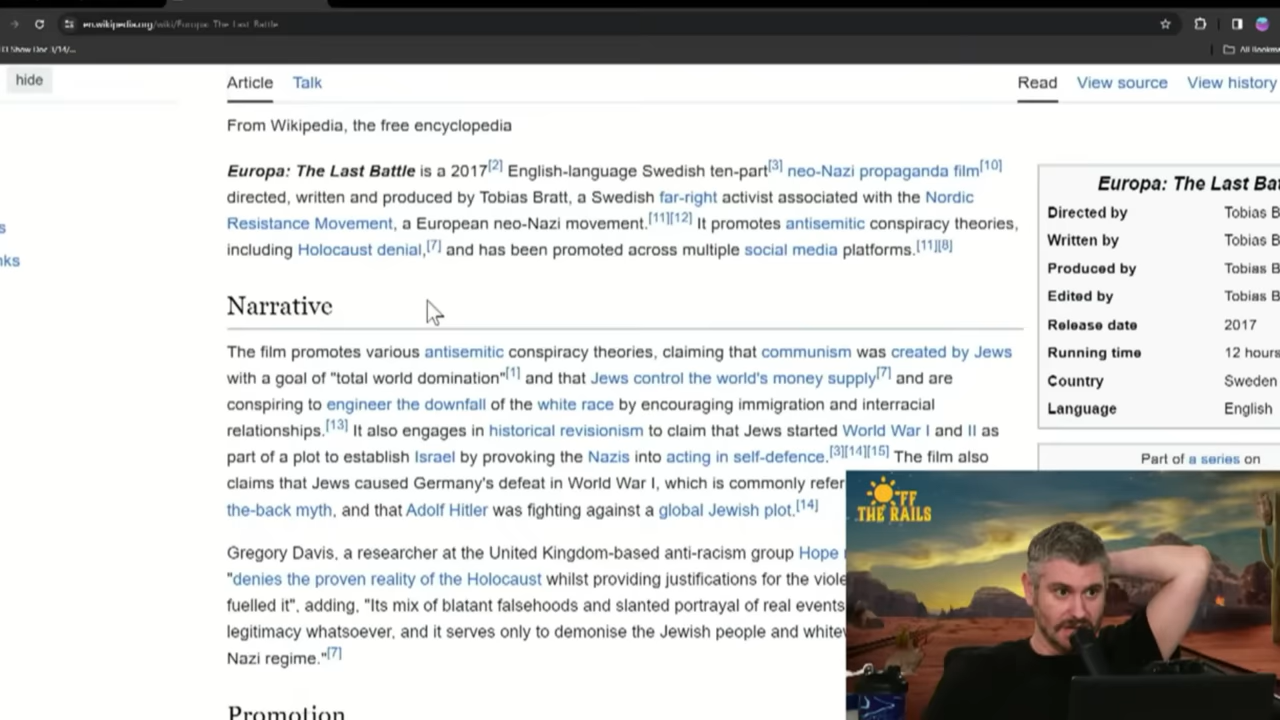 en.wikipedia.org/wiki/Europa: The Last Battle
All Bookm
hide
Article Talk
Read View source View history
From Wikipedia, the free encyclopedia
Europa: The Last Battle is a 2017[2] English-language Swedish ten-part[3] neo-Nazi propaganda film[10]
directed, written and produced by Tobias Bratt, a Swedish far-right activist associated with the Nordic
Resistance Movement, a European neo-Nazi movement.[11][12] It promotes antisemitic conspiracy theories,
including Holocaust denial,[7] and has been promoted across multiple social media platforms.[11][8]
s
nks
Narrative
The film promotes various antisemitic conspiracy theories, claiming that communism was created by Jews
with a goal of "total world domination"[1] and that Jews control the world's money supply[7] and are
conspiring to engineer the downfall of the white race by encouraging immigration and interracial
relationships.[13] It also engages in historical revisionism to claim that Jews started World War I and II as
part of a plot to establish Israel by provoking the Nazis into acting in self-defence.[3][14][15] The film also
claims that Jews caused Germany's defeat in World War I, which is commonly refer
the-back myth, and that Adolf Hitler was fighting against a global Jewish plot.[14]
Gregory Davis, a researcher at the United Kingdom-based anti-racism group Hope
"denies the proven reality of the Holocaust whilst providing justifications for the viole
fuelled it", adding, "Its mix of blatant falsehoods and slanted portrayal of real events
legitimacy whatsoever, and it serves only to demonise the Jewish people and whitew
Nazi regime."[7]
Promotion
Europa: The Last Bat
Directed by Tobias B
Written by Tobias B
Produced by Tobias B
Edited by Tobias B
Release date 2017
Running time 12 hours
Country Sweden
Language English
Part of a series on
OFF
THE RAILS